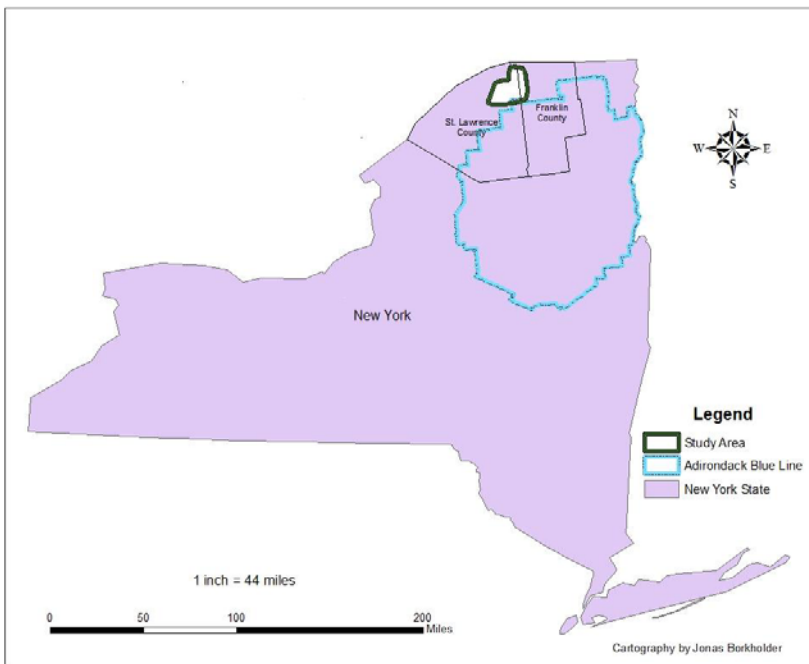 St. Lawrence
County
Franklin
County
N
W
E
S
New York
Legend
Study Area
Adirondack Blue Line
New York State
1 inch = 44 miles
0 50 100 200
Miles
Cartography by Jonas Borkholder